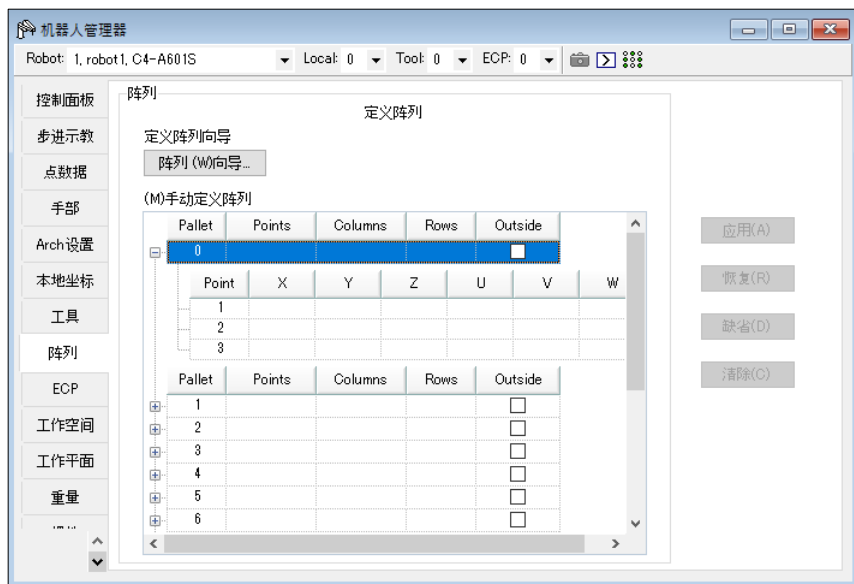 机器人管理器
Robot: 1, robot1, C4-A601S Local: 0 Tool: 0 ECP: 0
控制面板
步进示教
点数据
手部
Arch设置
本地坐标
工具
阵列
ECP
工作空间
工作平面
重量
阵列
定义阵列
定义阵列向导
阵列 (W)向导...
(M)手动定义阵列
Pallet Points Columns Rows Outside
0
Point X Y Z U V W
1
2
3
Pallet Points Columns Rows Outside
1
2
3
4
5
6
应用(A)
恢复(R)
缺省(D)
清除(C)